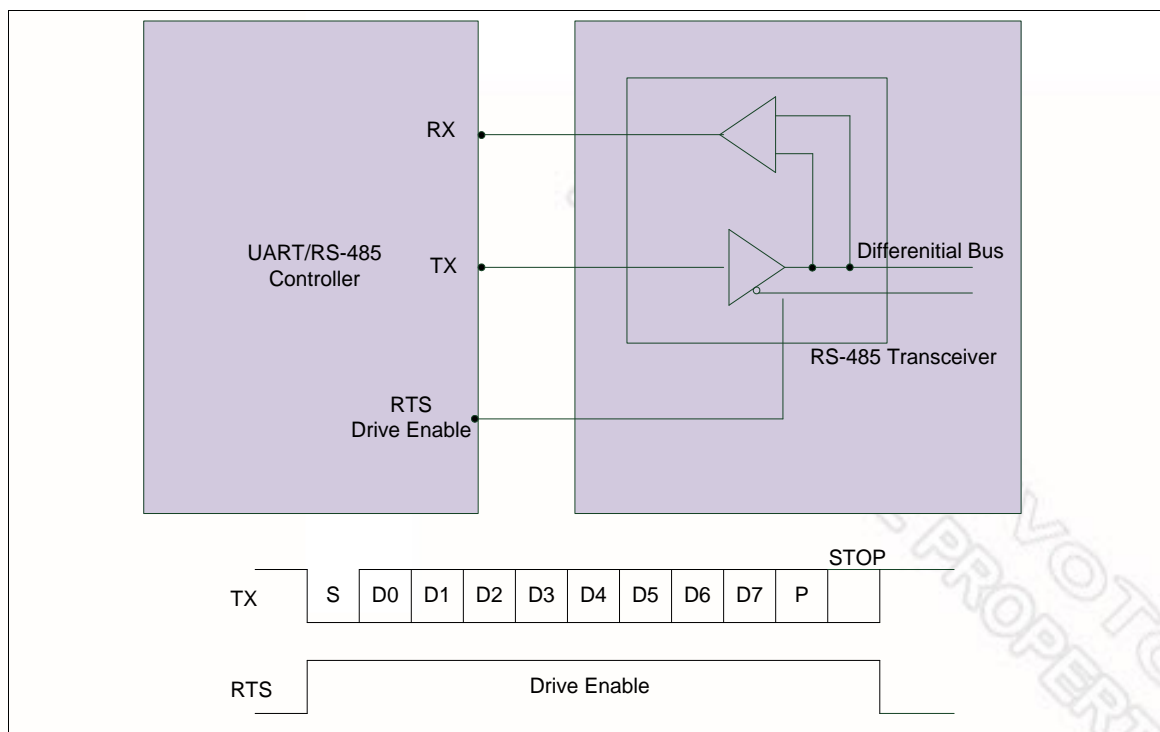 RX
UART/RS-485
Controller
TX
Differenitial Bus
RS-485 Transceiver
RTS
Drive Enable
STOP
TX S D0 D1 D2 D3 D4 D5 D6 D7 P
RTS Drive Enable